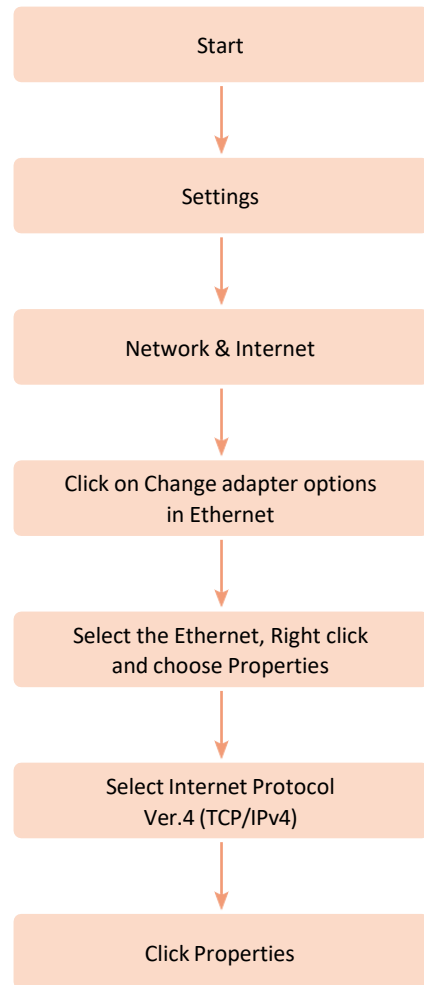 Start
Settings
Network & Internet
Click on Change adapter options
in Ethernet
Select the Ethernet, Right click
and choose Properties
Select Internet Protocol
Ver.4 (TCP/IPv4)
Click Properties